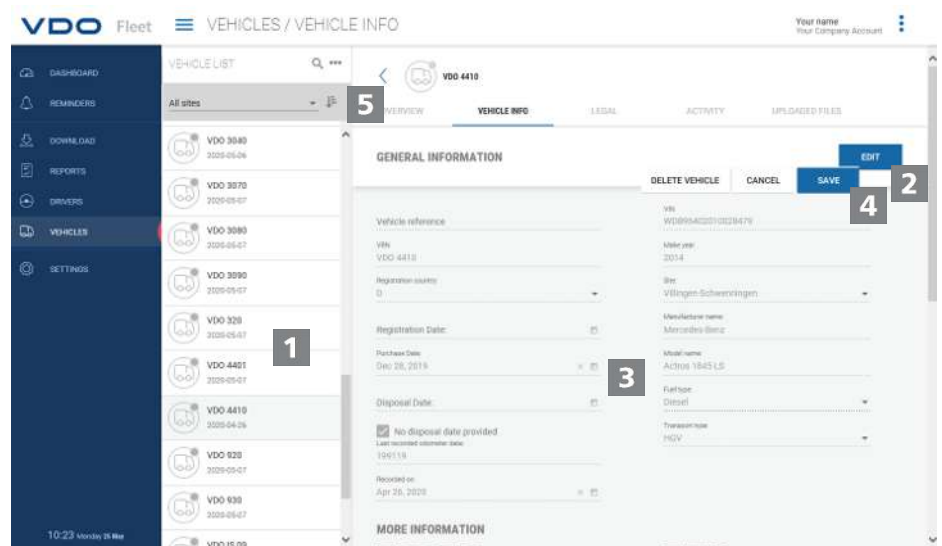 VDO Fleet
VEHICLES / VEHICLE INFO
Your name
Your Company Account
DASHBOARD
REMINDERS
DOWNLOAD
REPORTS
DRIVERS
VEHICLES
SETTINGS
10:23 Monday 25 May
VEHICLE LIST
All sites
5
VDO 3040
2020-05-06
VDO 3070
2020-05-07
VDO 3080
2020-05-07
VDO 3090
2020-05-07
VDO 320
2020-05-07
1
VDO 4401
2020-05-07
VDO 4410
2020-04-26
VDO 920
2020-05-07
VDO 930
2020-05-07
VDO 4410
OVERVIEW
VEHICLE INFO
LEGAL
ACTIVITY
UPLOADED FILES
GENERAL INFORMATION
EDIT
2
DELETE VEHICLE
CANCEL
SAVE
4
Vehicle reference
VRN
VDO 4410
Registration country
D
Registration Date:
Purchase Date:
Dec 28, 2019
3
Disposal Date:
No disposal date provided
Last recorded odometer date:
199119
Recorded on:
Apr 26, 2020
VIN
Make year
2014
Site:
Villingen-Schwenningen
Manufacturer name
Mercedes-Benz
Model name
Actros 1845 LS
Fuel type
Diesel
Transport type
HGV
MORE INFORMATION